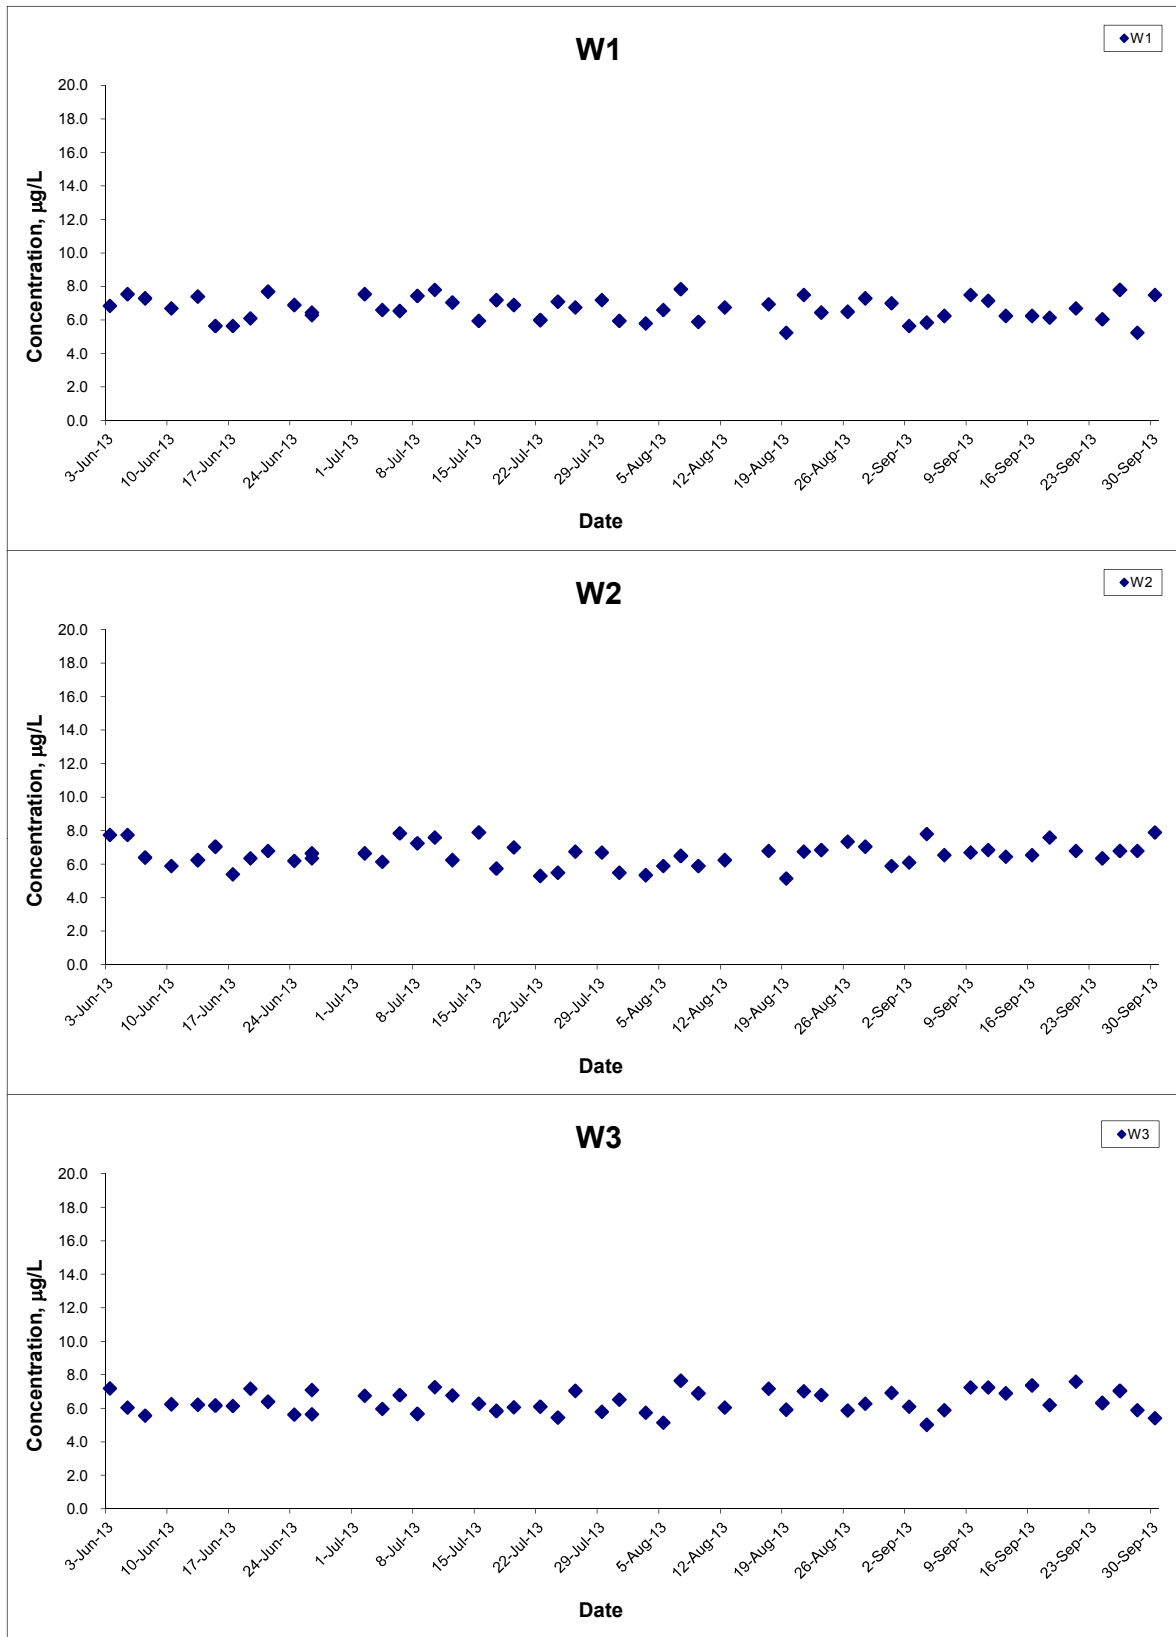 W1
W1
20.0
18.0
16.0
14.0
12.0
10.0
8.0
6.0
4.0
2.0
0.0
Concentration, µg/L
3-Jun-13 10-Jun-13 17-Jun-13 24-Jun-13 1-Jul-13 8-Jul-13 15-Jul-13 22-Jul-13 29-Jul-13 5-Aug-13 12-Aug-13 19-Aug-13 26-Aug-13 2-Sep-13 9-Sep-13 16-Sep-13 23-Sep-13 30-Sep-13
Date
W2
W2
20.0
18.0
16.0
14.0
12.0
10.0
8.0
6.0
4.0
2.0
0.0
Concentration, µg/L
3-Jun-13 10-Jun-13 17-Jun-13 24-Jun-13 1-Jul-13 8-Jul-13 15-Jul-13 22-Jul-13 29-Jul-13 5-Aug-13 12-Aug-13 19-Aug-13 26-Aug-13 2-Sep-13 9-Sep-13 16-Sep-13 23-Sep-13 30-Sep-13
Date
W3
W3
20.0
18.0
16.0
14.0
12.0
10.0
8.0
6.0
4.0
2.0
0.0
Concentration, µg/L
3-Jun-13 10-Jun-13 17-Jun-13 24-Jun-13 1-Jul-13 8-Jul-13 15-Jul-13 22-Jul-13 29-Jul-13 5-Aug-13 12-Aug-13 19-Aug-13 26-Aug-13 2-Sep-13 9-Sep-13 16-Sep-13 23-Sep-13 30-Sep-13
Date